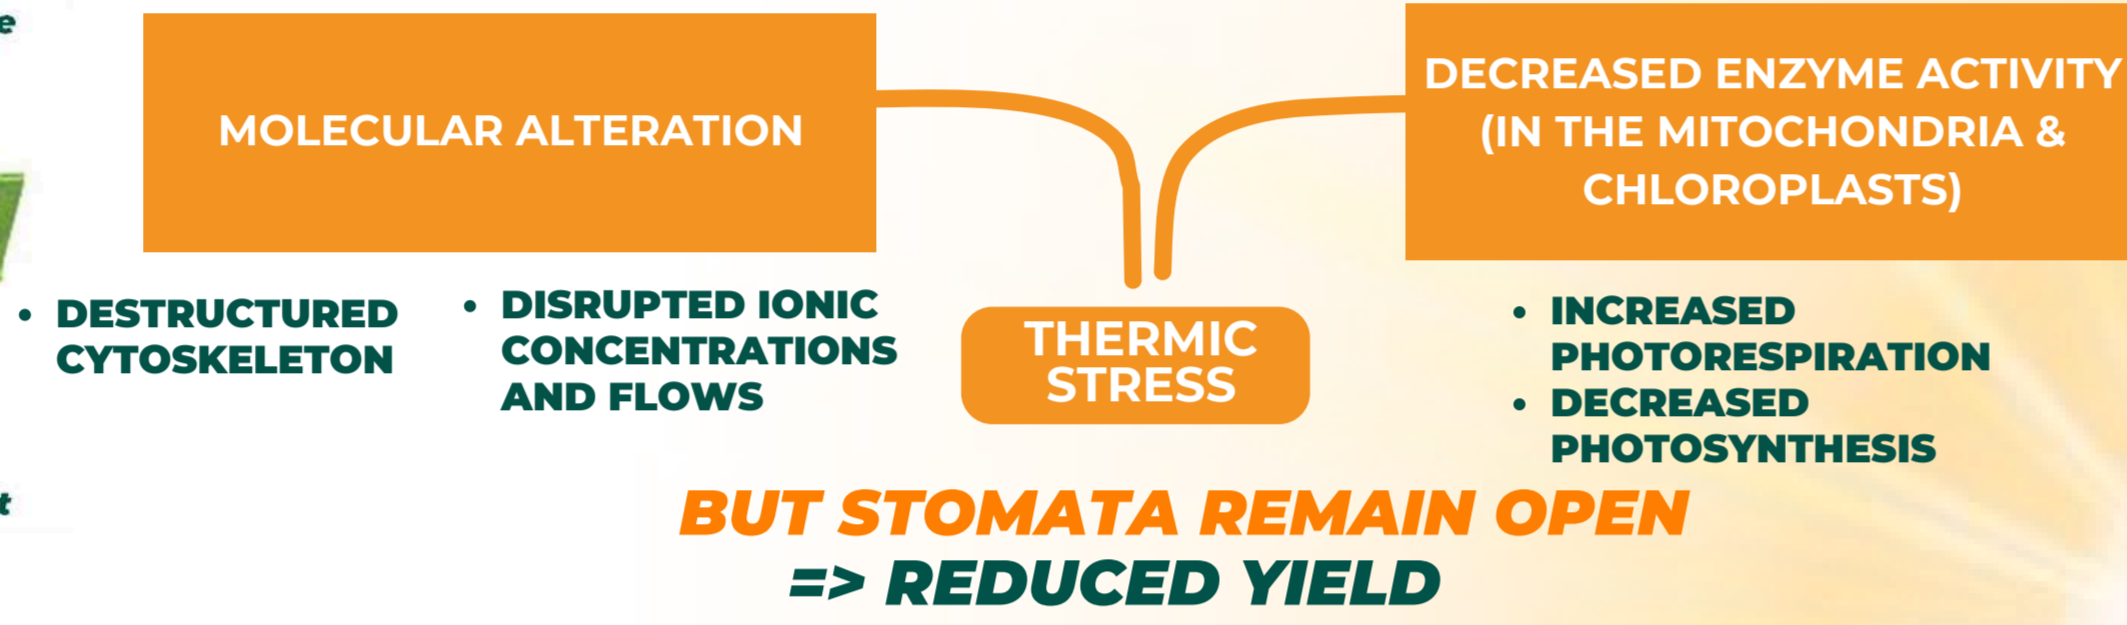 MOLECULAR ALTERATION
DECREASED ENZYME ACTIVITY
(IN THE MITOCHONDRIA &
CHLOROPLASTS)
• DESTRUCTURED
CYTOSKELETON
• DISRUPTED IONIC
CONCENTRATIONS
AND FLOWS
THERMIC
STRESS
• INCREASED
PHOTORESPIRATION
• DECREASED
PHOTOSYNTHESIS
BUT STOMATA REMAIN OPEN
=> REDUCED YIELD